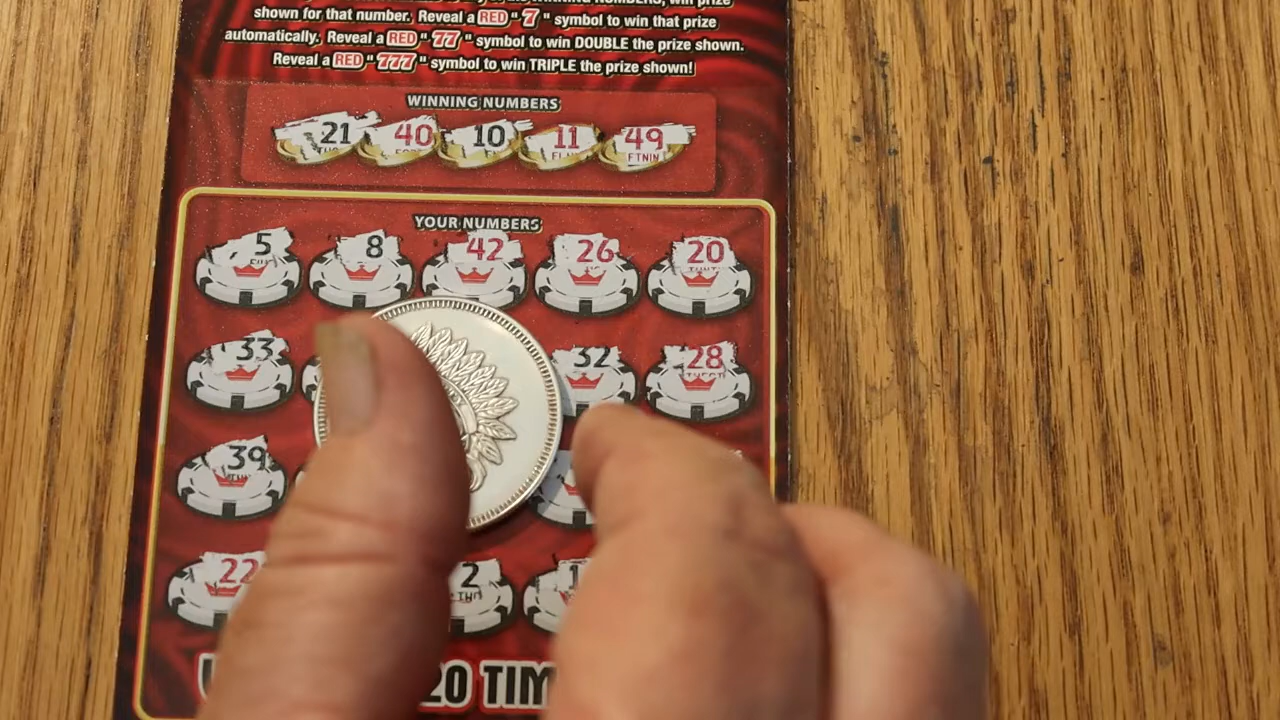 shown for that number. Reveal a RED "7" symbol to win that prize
automatically. Reveal a RED "77" symbol to win DOUBLE the prize shown.
Reveal a RED "777" symbol to win TRIPLE the prize shown!
WINNING NUMBERS
21 40 10 11 49
YOUR NUMBERS
5 8 42 26 20
33 32 28
39
22 2
20 TIM